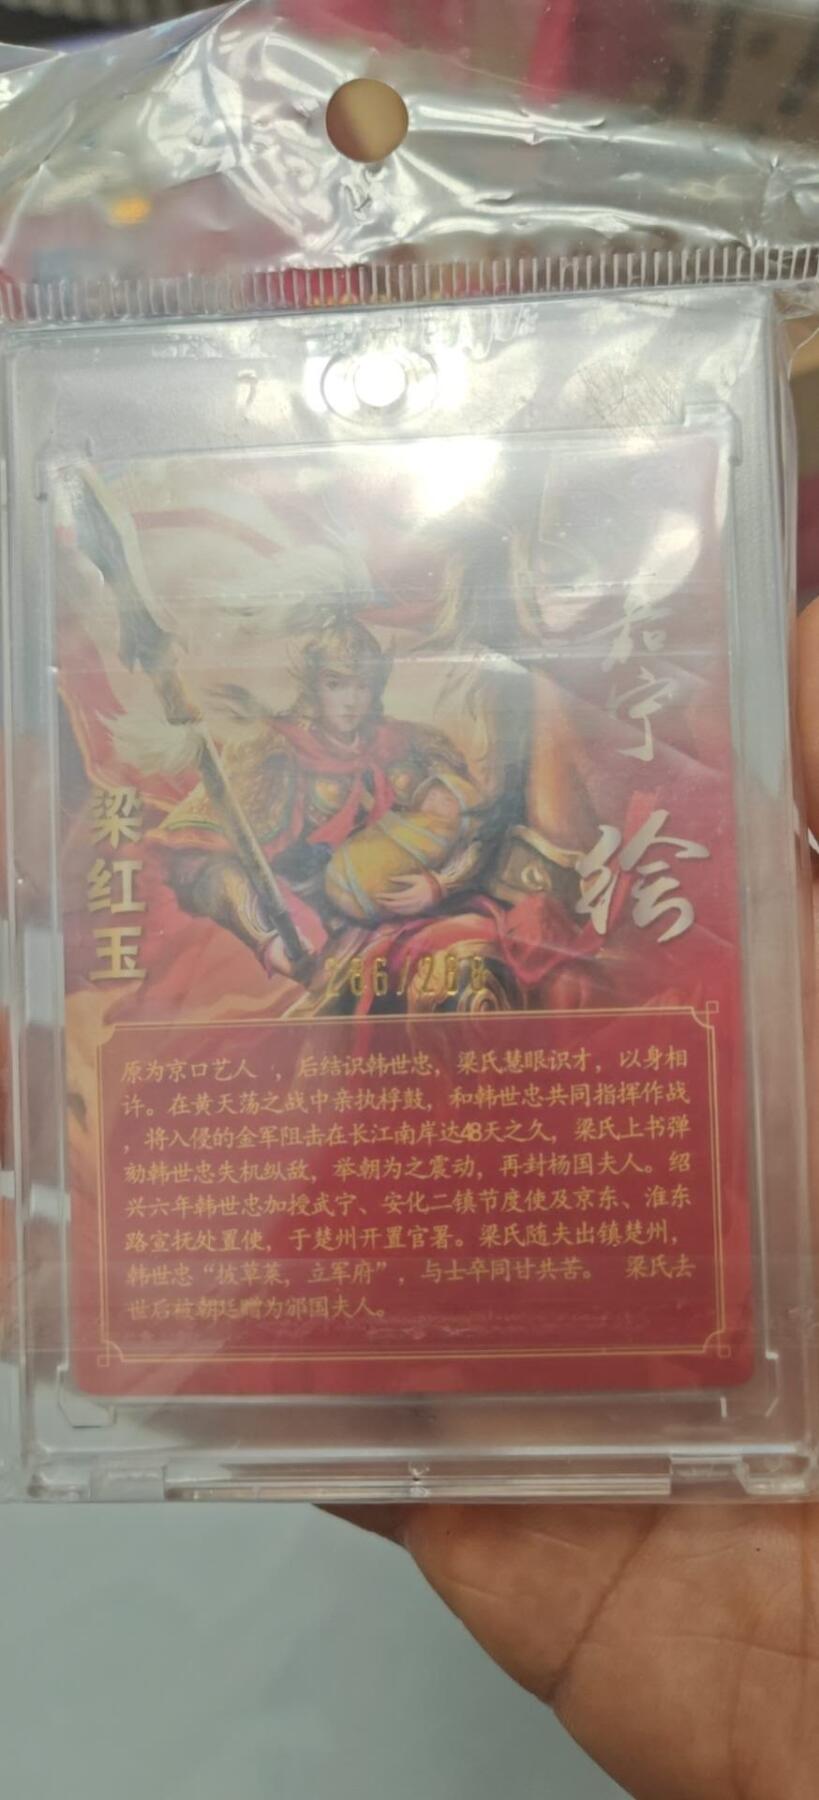 君宁
绘
梁红玉
286/288
原为京口艺人 ，后结识韩世忠，梁氏慧眼识才，以身相
许。在黄天荡之战中亲执桴鼓，和韩世忠共同指挥作战
，将入侵的金军阻击在长江南岸达48天之久，梁氏上书弹
劾韩世忠失机纵敌，举朝为之震动，再封杨国夫人。绍
兴六年韩世忠加授武宁、安化二镇节度使及京东、淮东
路宣抚处置使，于楚州开置官署。梁氏随夫出镇楚州，
韩世忠“披草莱，立军府”，与士卒同甘共苦。 梁氏去
世后被朝廷赠为邠国夫人。